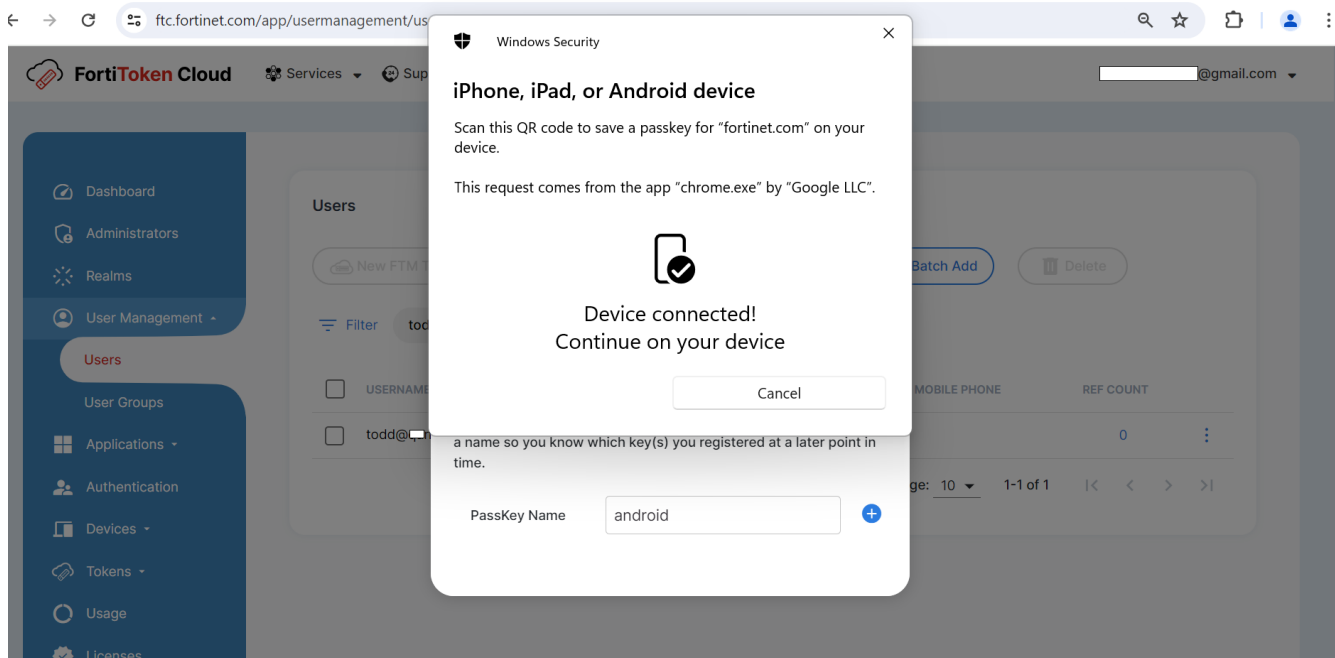 ftc.fortinet.com/app/usermanagement/us
FortiToken Cloud
Services
Sup
@gmail.com
Windows Security
iPhone, iPad, or Android device
Scan this QR code to save a passkey for “fortinet.com” on your
device.
This request comes from the app “chrome.exe” by “Google LLC”.
Device connected!
Continue on your device
Cancel
Dashboard
Administrators
Realms
User Management
Users
User Groups
Applications
Authentication
Devices
Tokens
Usage
Licenses
Users
New FTM T
Batch Add
Delete
Filter
tod
USERNAME
MOBILE PHONE
REF COUNT
todd@
0
a name so you know which key(s) you registered at a later point in
time.
ge: 10
1-1 of 1
PassKey Name
android